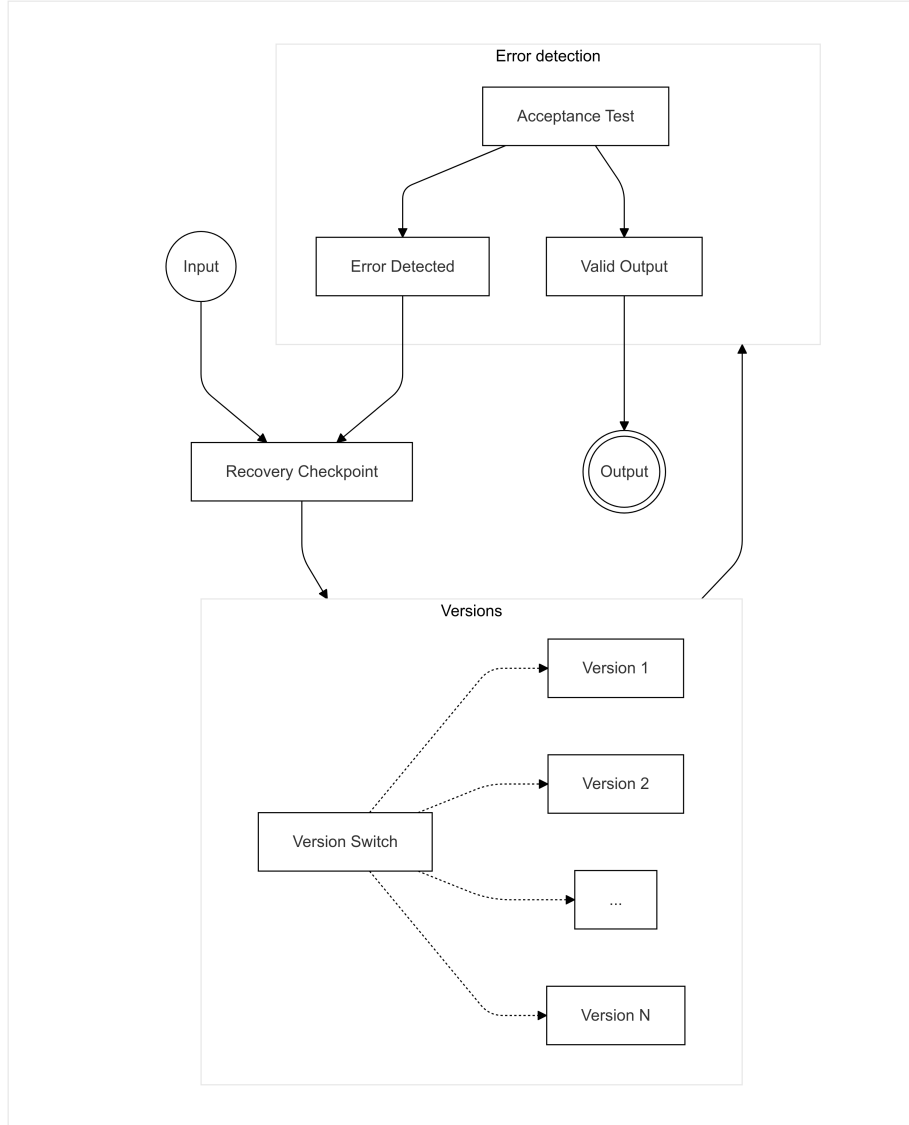 Error detection
Acceptance Test
Error Detected
Valid Output
Input
Recovery Checkpoint
Output
Versions
Version 1
Version 2
Version Switch
...
Version N